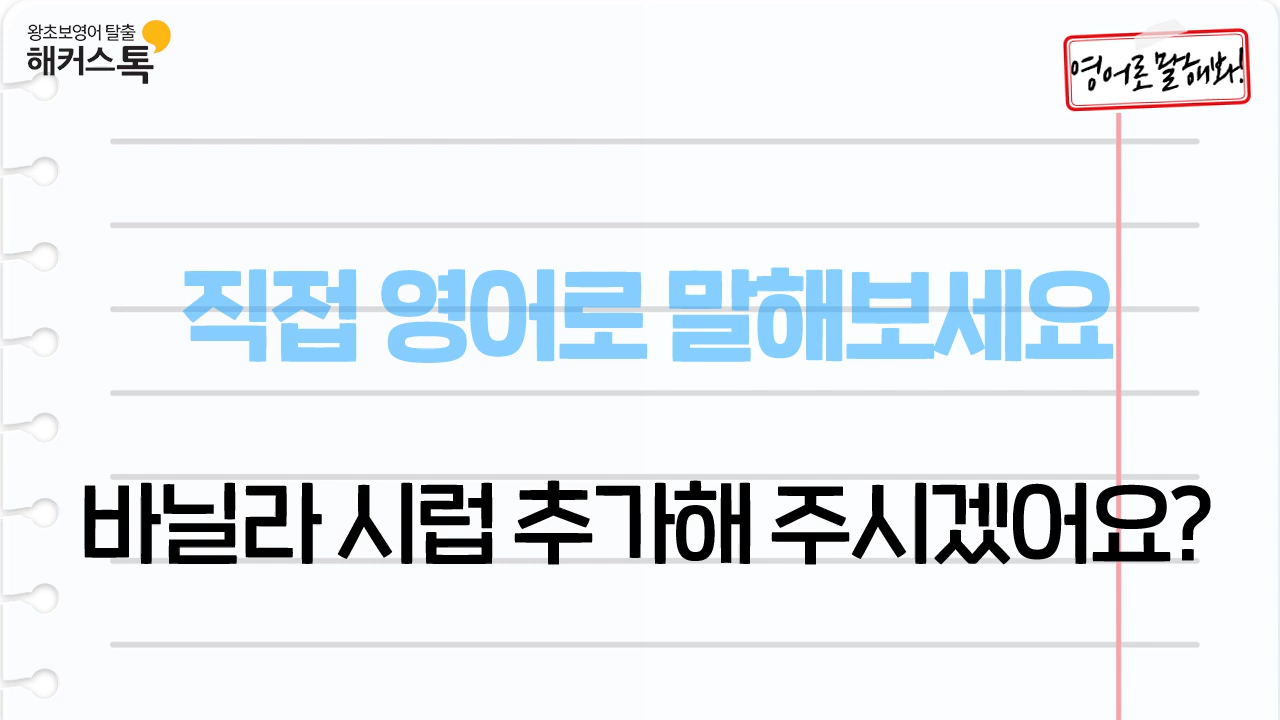 왕초보영어 탈출
해커스톡
영어로 말해봐!
직접 영어로 말해보세요
바닐라 시럽 추가해 주시겠어요?